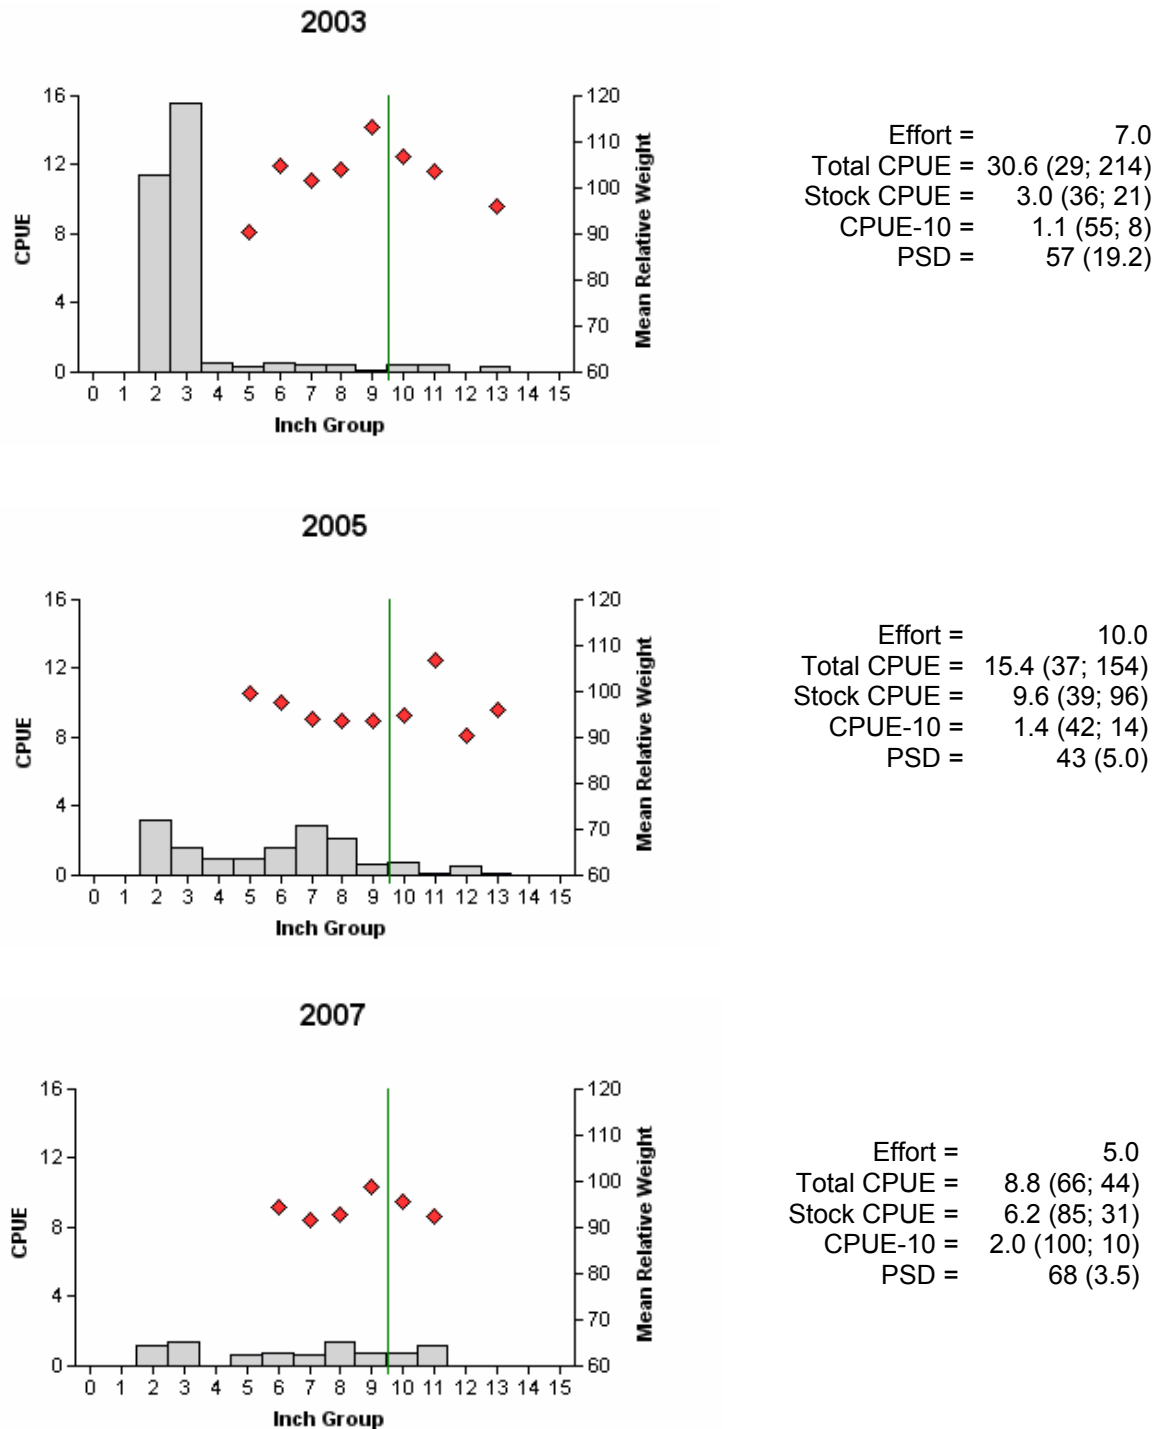 2003
16
12
8
4
0
CPUE
120
110
100
90
80
70
60
Mean Relative Weight
0 1 2 3 4 5 6 7 8 9 10 11 12 13 14 15
Inch Group
Effort = 7.0
Total CPUE = 30.6 (29; 214)
Stock CPUE = 3.0 (36; 21)
CPUE-10 = 1.1 (55; 8)
PSD = 57 (19.2)
2005
16
12
8
4
0
CPUE
120
110
100
90
80
70
60
Mean Relative Weight
0 1 2 3 4 5 6 7 8 9 10 11 12 13 14 15
Inch Group
Effort = 10.0
Total CPUE = 15.4 (37; 154)
Stock CPUE = 9.6 (39; 96)
CPUE-10 = 1.4 (42; 14)
PSD = 43 (5.0)
2007
16
12
8
4
0
CPUE
120
110
100
90
80
70
60
Mean Relative Weight
0 1 2 3 4 5 6 7 8 9 10 11 12 13 14 15
Inch Group
Effort = 5.0
Total CPUE = 8.8 (66; 44)
Stock CPUE = 6.2 (85; 31)
CPUE-10 = 2.0 (100; 10)
PSD = 68 (3.5)